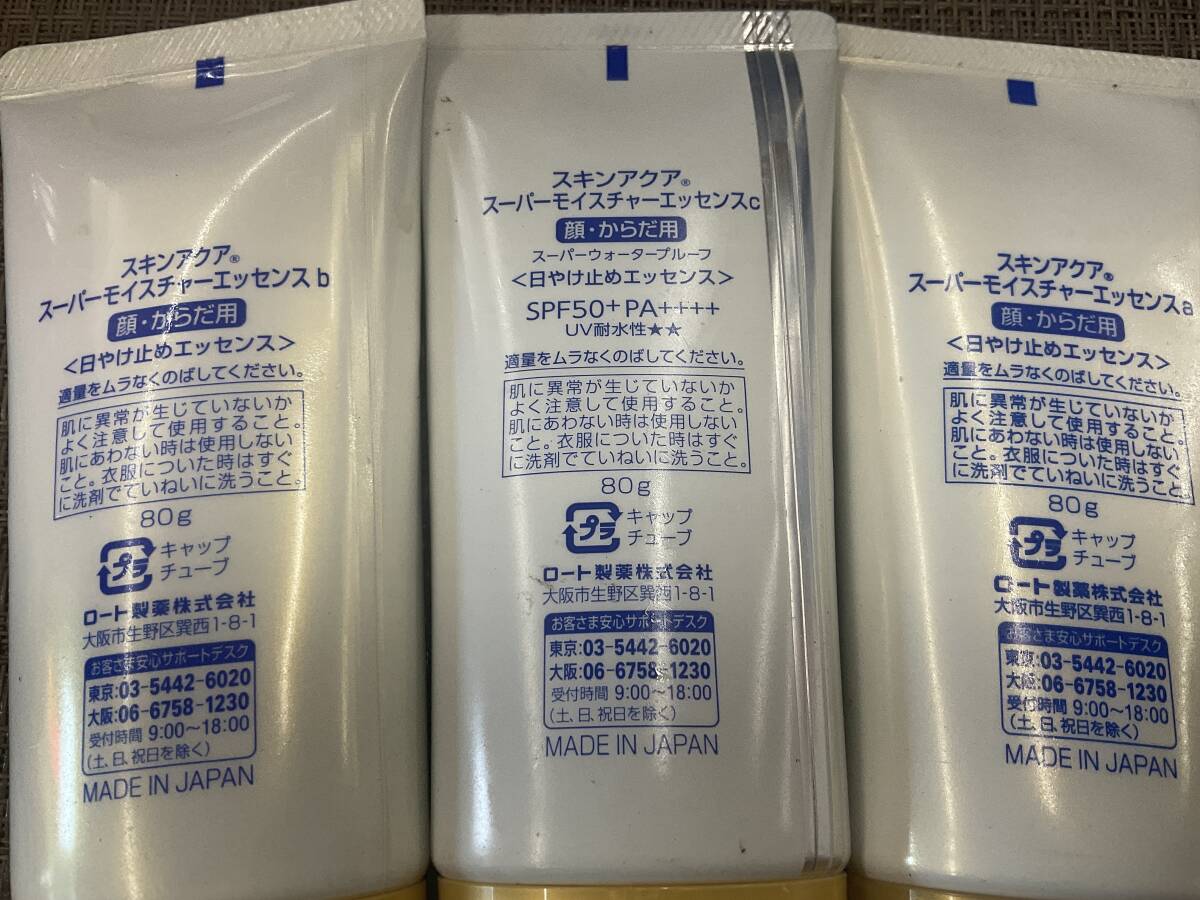 スキンアクア®
スーパーモイスチャーエッセンス b
顔・からだ用
＜日やけ止めエッセンス＞
適量をムラなくのばしてください。
肌に異常が生じていないか
よく注意して使用すること。
肌にあわない時は使用しない
こと。衣服についた時はすぐ
に洗剤でていねいに洗うこと。
80g
プラ
キャップ
チューブ
ロート製薬株式会社
大阪市生野区巽西1-8-1
お客さま安心サポートデスク
東京:03-5442-6020
大阪:06-6758-1230
受付時間 9:00～18:00
(土、日、祝日を除く)
MADE IN JAPAN
スキンアクア®
スーパーモイスチャーエッセンスc
顔・からだ用
スーパーウォータープルーフ
＜日やけ止めエッセンス＞
SPF50+ PA++++
UV耐水性★★
適量をムラなくのばしてください。
肌に異常が生じていないか
よく注意して使用すること。
肌にあわない時は使用しない
こと。衣服についた時はすぐ
に洗剤でていねいに洗うこと。
80g
プラ
キャップ
チューブ
ロート製薬株式会社
大阪市生野区巽西1-8-1
お客さま安心サポートデスク
東京:03-5442-6020
大阪:06-6758-1230
受付時間 9:00～18:00
(土、日、祝日を除く)
MADE IN JAPAN
スキンアクア®
スーパーモイスチャーエッセンスa
顔・からだ用
＜日やけ止めエッセンス＞
適量をムラなくのばしてください。
肌に異常が生じていないか
よく注意して使用すること。
肌にあわない時は使用しない
こと。衣服についた時はすぐ
に洗剤でていねいに洗うこと。
80g
プラ
キャップ
チューブ
ロート製薬株式会社
大阪市生野区巽西1-8-1
お客さま安心サポートデスク
東京:03-5442-6020
大阪:06-6758-1230
受付時間 9:00～18:00
(土、日、祝日を除く)
MADE IN JAPAN